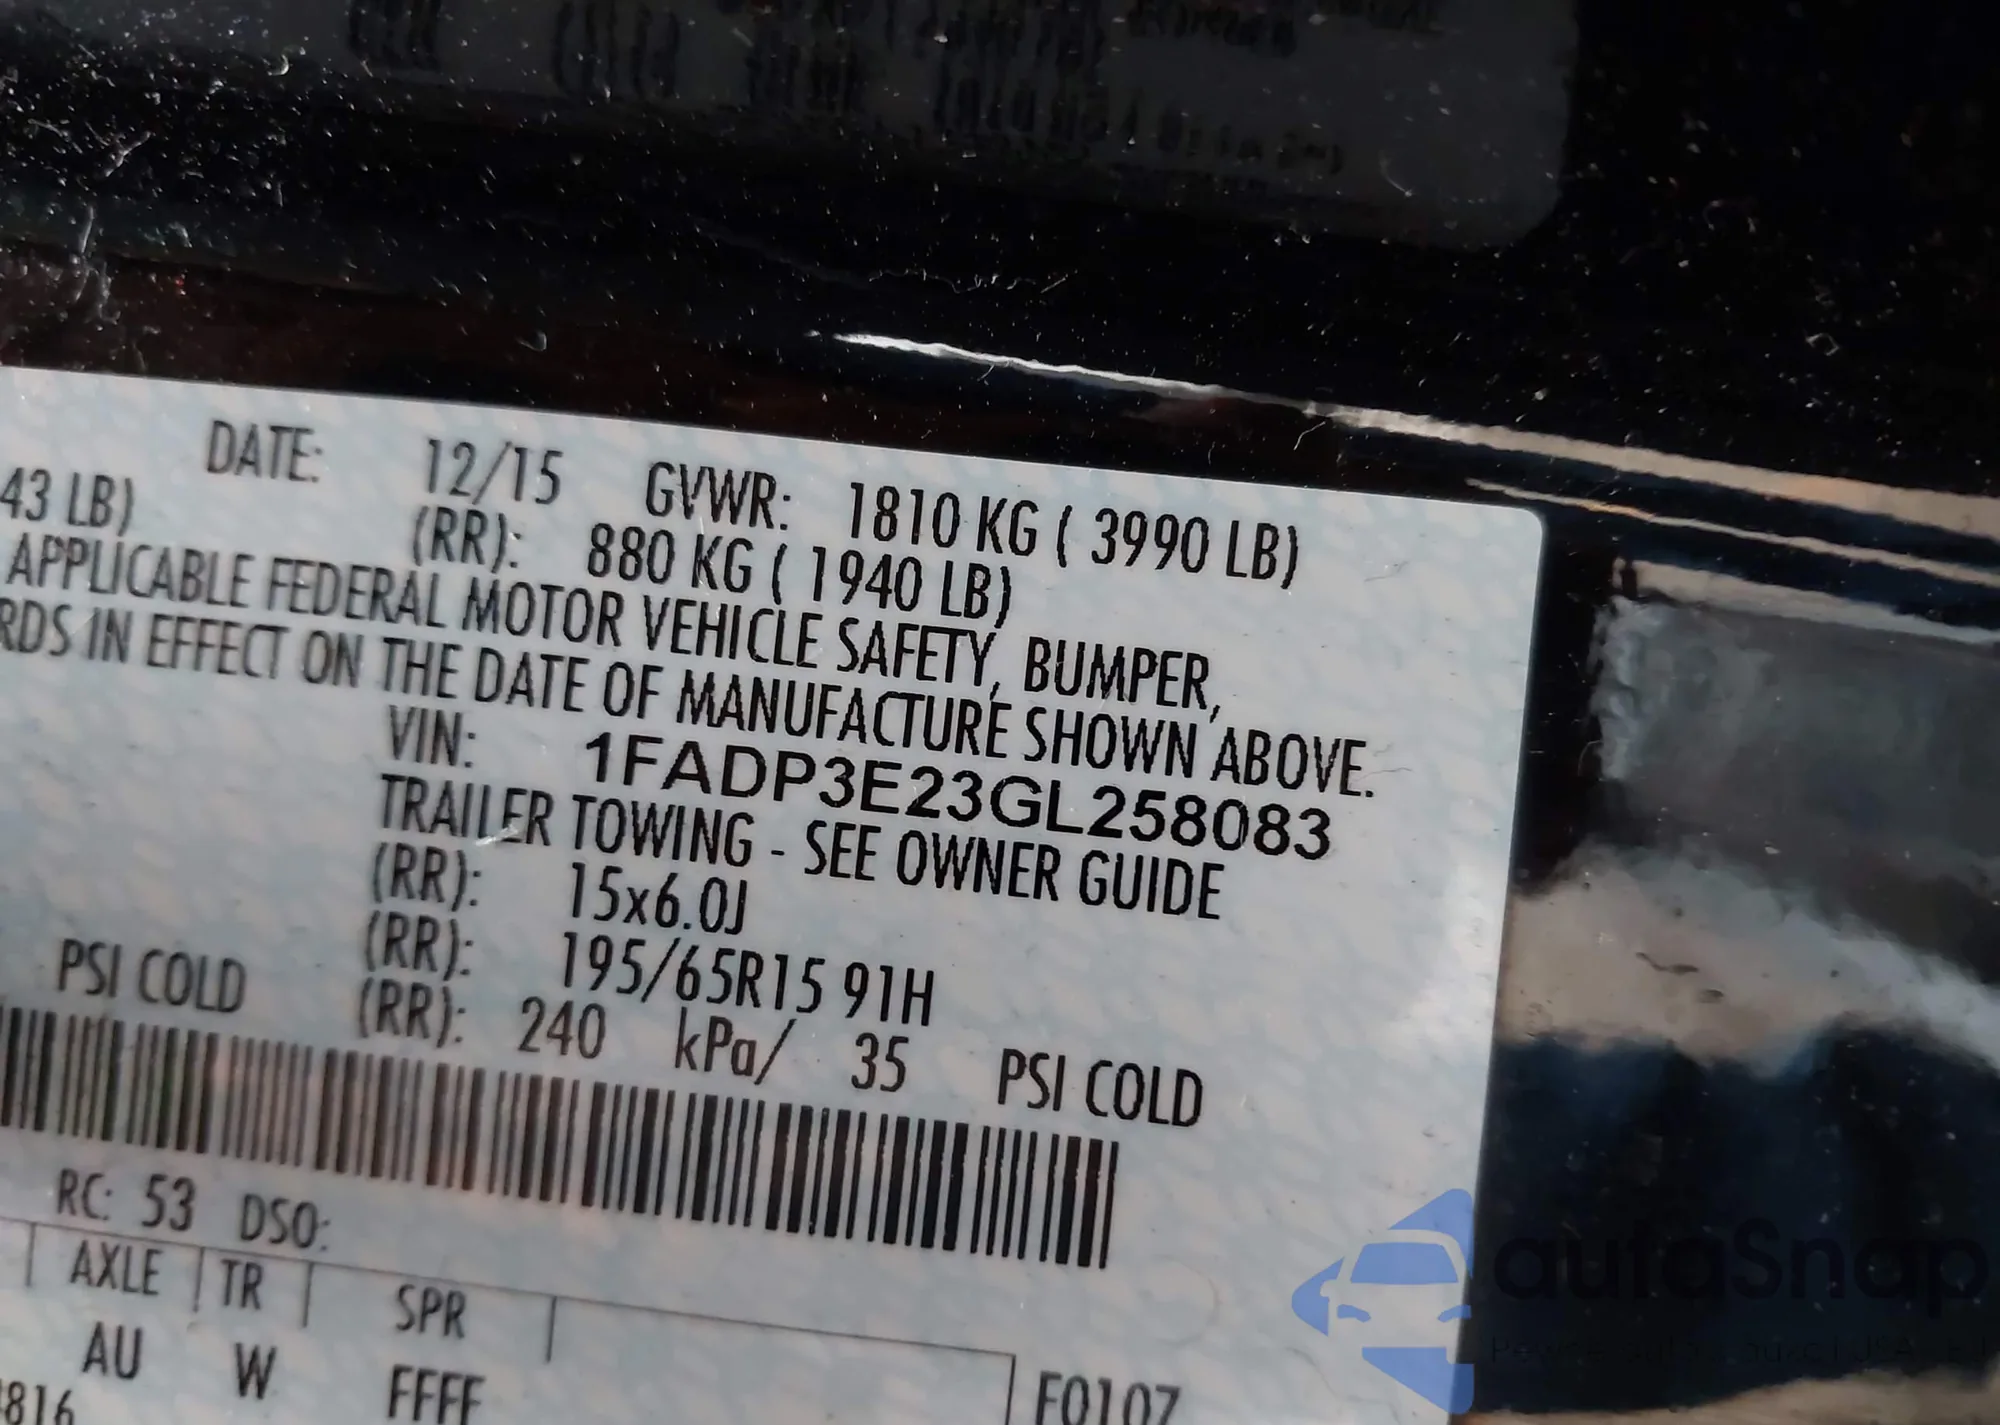 DATE: 12/15 GVWR: 1810 KG ( 3990 LB)
43 LB) (RR): 880 KG ( 1940 LB)
APPLICABLE FEDERAL MOTOR VEHICLE SAFETY, BUMPER,
RDS IN EFFECT ON THE DATE OF MANUFACTURE SHOWN ABOVE.
VIN: 1FADP3E23GL258083
TRAILER TOWING - SEE OWNER GUIDE
(RR): 15x6.0J
(RR): 195/65R15 91H
PSI COLD (RR): 240 kPa/ 35 PSI COLD
RC: 53 DSO:
AXLE TR SPR
AU W FFFF
816 F0107
autaSnap